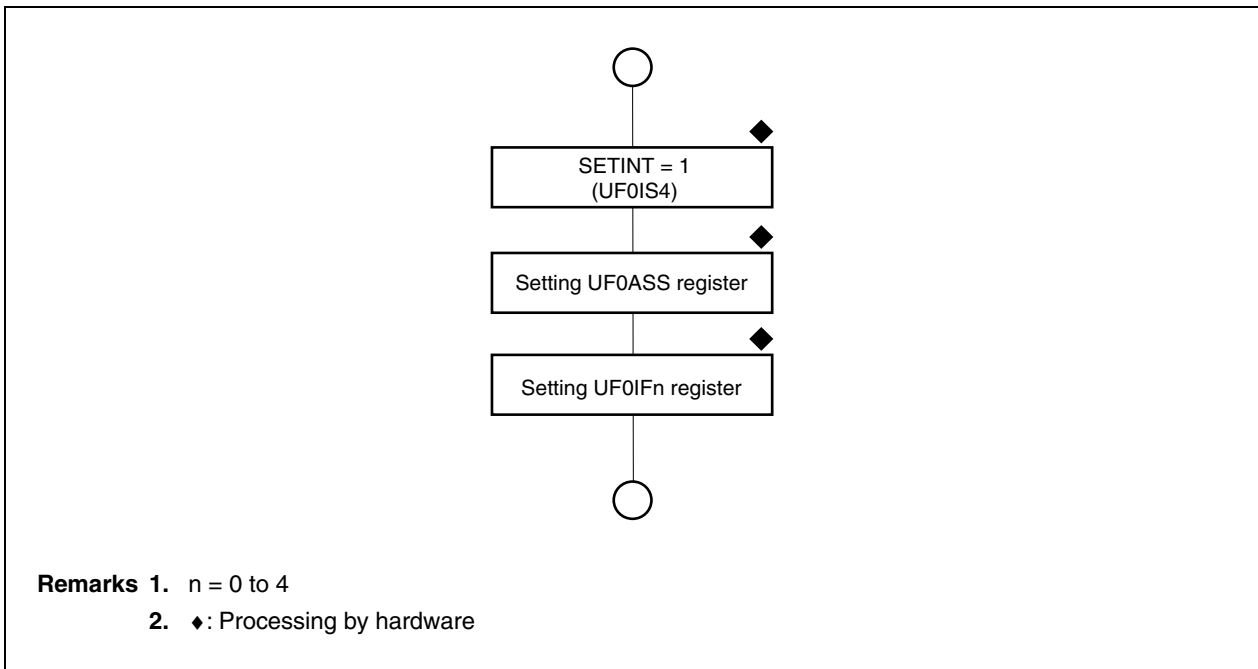 SETINT = 1
(UF0IS4)
Setting UF0ASS register
Setting UF0IFn register
Remarks 1. n = 0 to 4
2. ♦: Processing by hardware